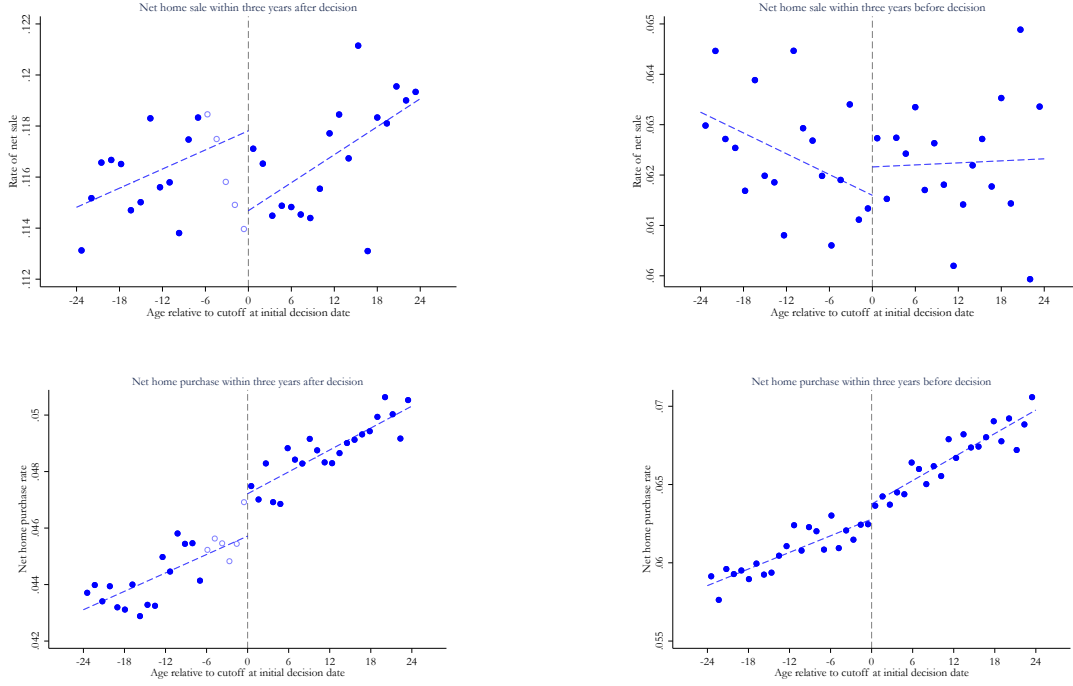 Net home sale within three years after decision
Rate of net sale
.122
.12
.118
.116
.114
.112
-24 -18 -12 -6 0 6 12 18 24
Age relative to cutoff at initial decision date
Net home sale within three years before decision
Rate of net sale
.065
.064
.063
.062
.061
.06
-24 -18 -12 -6 0 6 12 18 24
Age relative to cutoff at initial decision date
Net home purchase within three years after decision
Net home purchase rate
.05
.048
.046
.044
.042
-24 -18 -12 -6 0 6 12 18 24
Age relative to cutoff at initial decision date
Net home purchase within three years before decision
Net home purchase rate
.07
.065
.06
.055
-24 -18 -12 -6 0 6 12 18 24
Age relative to cutoff at initial decision date